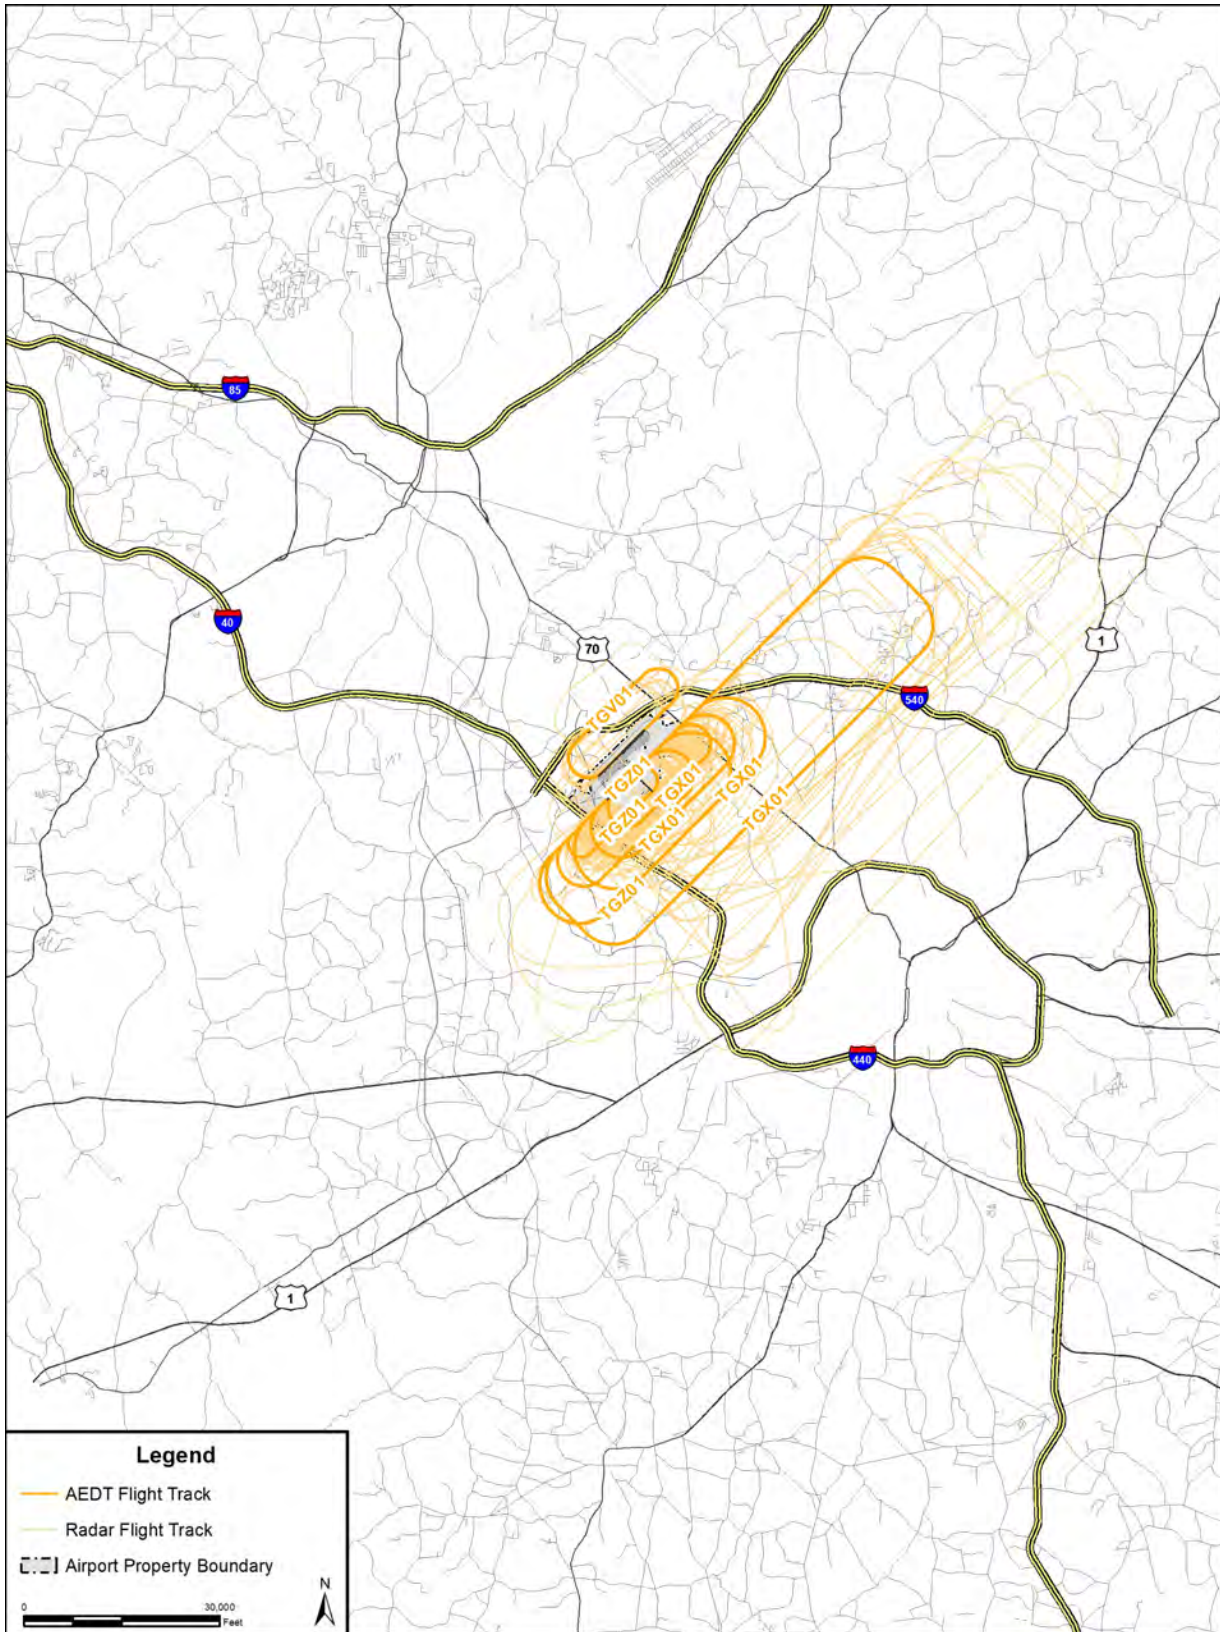 85
40
70
1
540
TGV01
TGZ01
TGX01
TGX01
TGZ01
TGX01
TGX01
TGZ01
440
1
Legend
AEDT Flight Track
Radar Flight Track
Airport Property Boundary
N
0 30,000
Feet